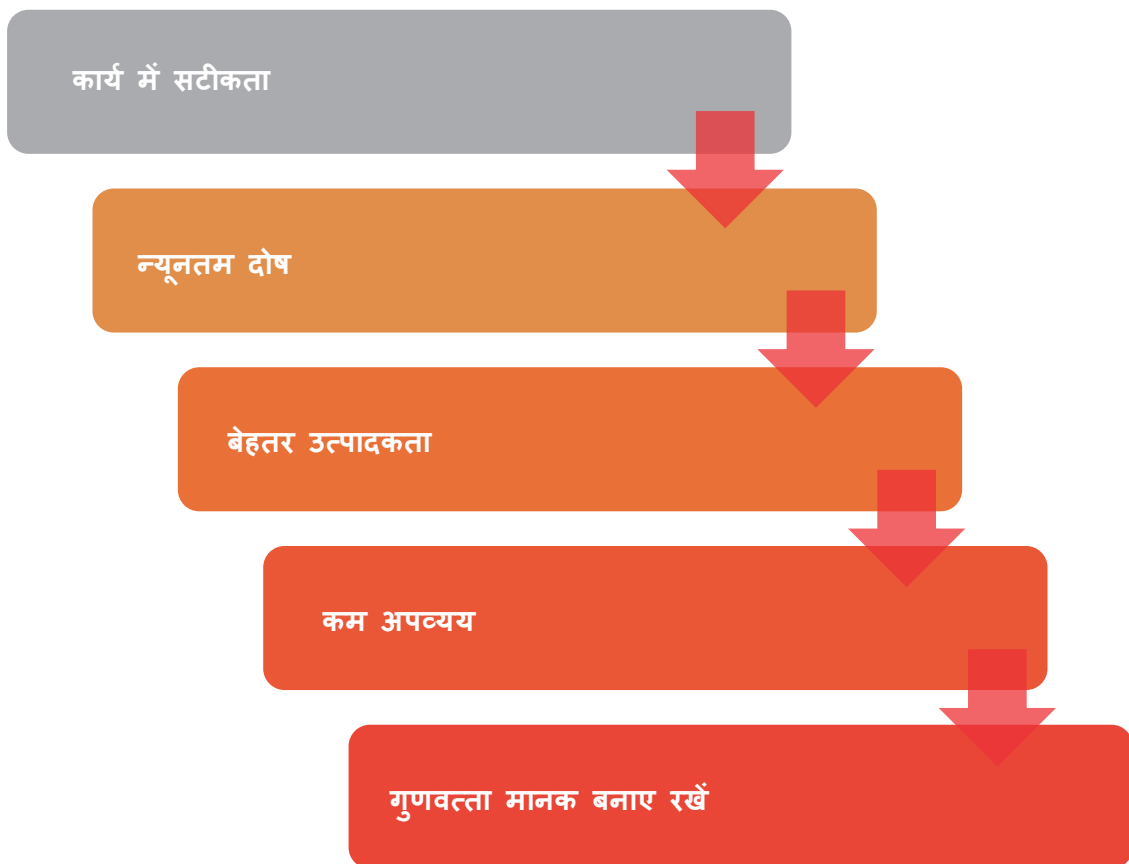 कार्य में सटीकता
न्यूनतम दोष
बेहतर उत्पादकता
कम अपव्यय
गुणवत्ता मानक बनाए रखें